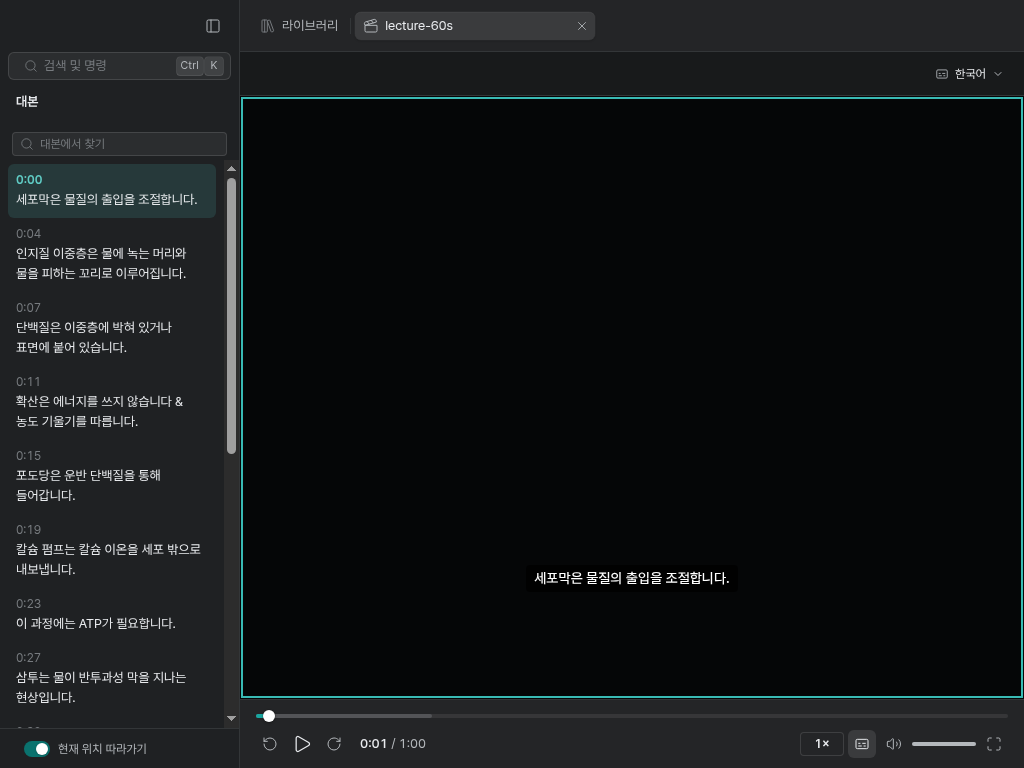 라이브러리
lecture-60s
검색 및 명령
Ctrl K
대본
한국어
대본에서 찾기
0:00
세포막은 물질의 출입을 조절합니다.
0:04
인지질 이중층은 물에 녹는 머리와
물을 피하는 꼬리로 이루어집니다.
0:07
단백질은 이중층에 박혀 있거나
표면에 붙어 있습니다.
0:11
확산은 에너지를 쓰지 않습니다 &
농도 기울기를 따릅니다.
0:15
포도당은 운반 단백질을 통해
들어갑니다.
0:19
칼슘 펌프는 칼슘 이온을 세포 밖으로
내보냅니다.
0:23
이 과정에는 ATP가 필요합니다.
0:27
삼투는 물이 반투과성 막을 지나는
현상입니다.
현재 위치 따라가기
세포막은 물질의 출입을 조절합니다.
0:01 / 1:00
1×